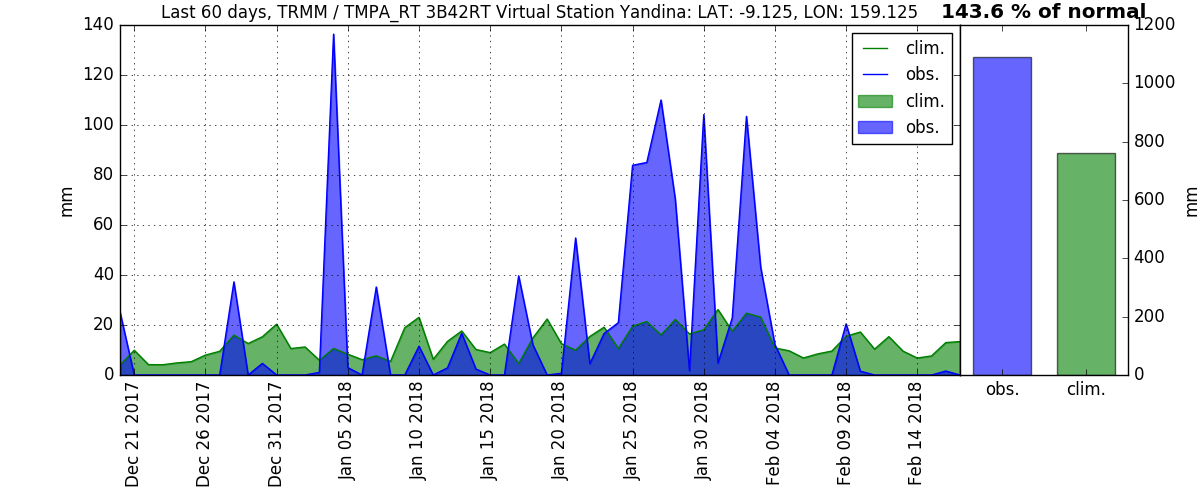 Last 60 days, TRMM / TMPA_RT 3B42RT Virtual Station Yandina: LAT: -9.125, LON: 159.125
143.6 % of normal
140
120
100
80
60
40
20
0
mm
clim.
obs.
clim.
obs.
Dec 21 2017
Dec 26 2017
Dec 31 2017
Jan 05 2018
Jan 10 2018
Jan 15 2018
Jan 20 2018
Jan 25 2018
Jan 30 2018
Feb 04 2018
Feb 09 2018
Feb 14 2018
1200
1000
800
600
400
200
0
mm
obs.
clim.